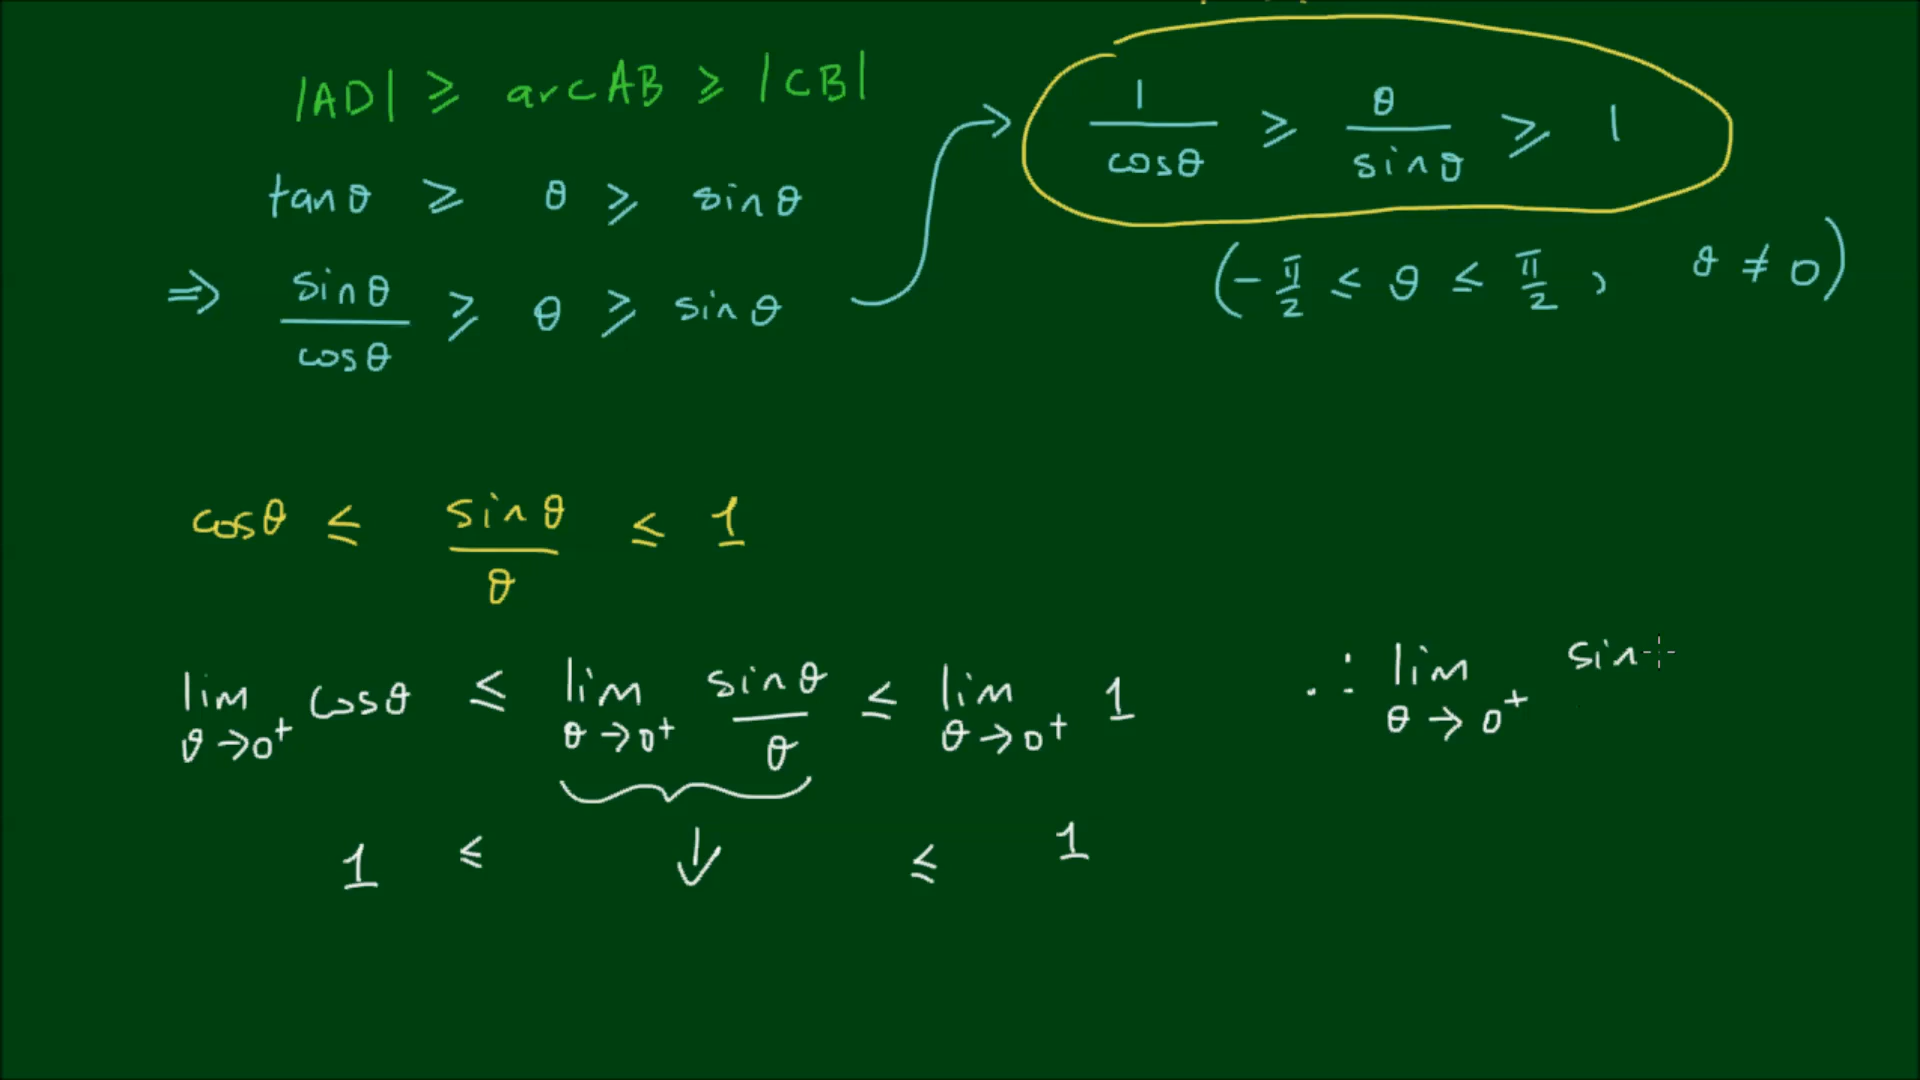 |AD| ≥ arcAB ≥ |CB|
tanθ ≥ θ ≥ sinθ
⇒ sinθ/cosθ ≥ θ ≥ sinθ
1/cosθ ≥ θ/sinθ ≥ 1
(-π/2 ≤ θ ≤ π/2, θ ≠ 0)
cosθ ≤ sinθ/θ ≤ 1
lim θ→0⁺ cosθ ≤ lim θ→0⁺ sinθ/θ ≤ lim θ→0⁺ 1
1 ≤ ↓ ≤ 1
∴ lim θ→0⁺ sin